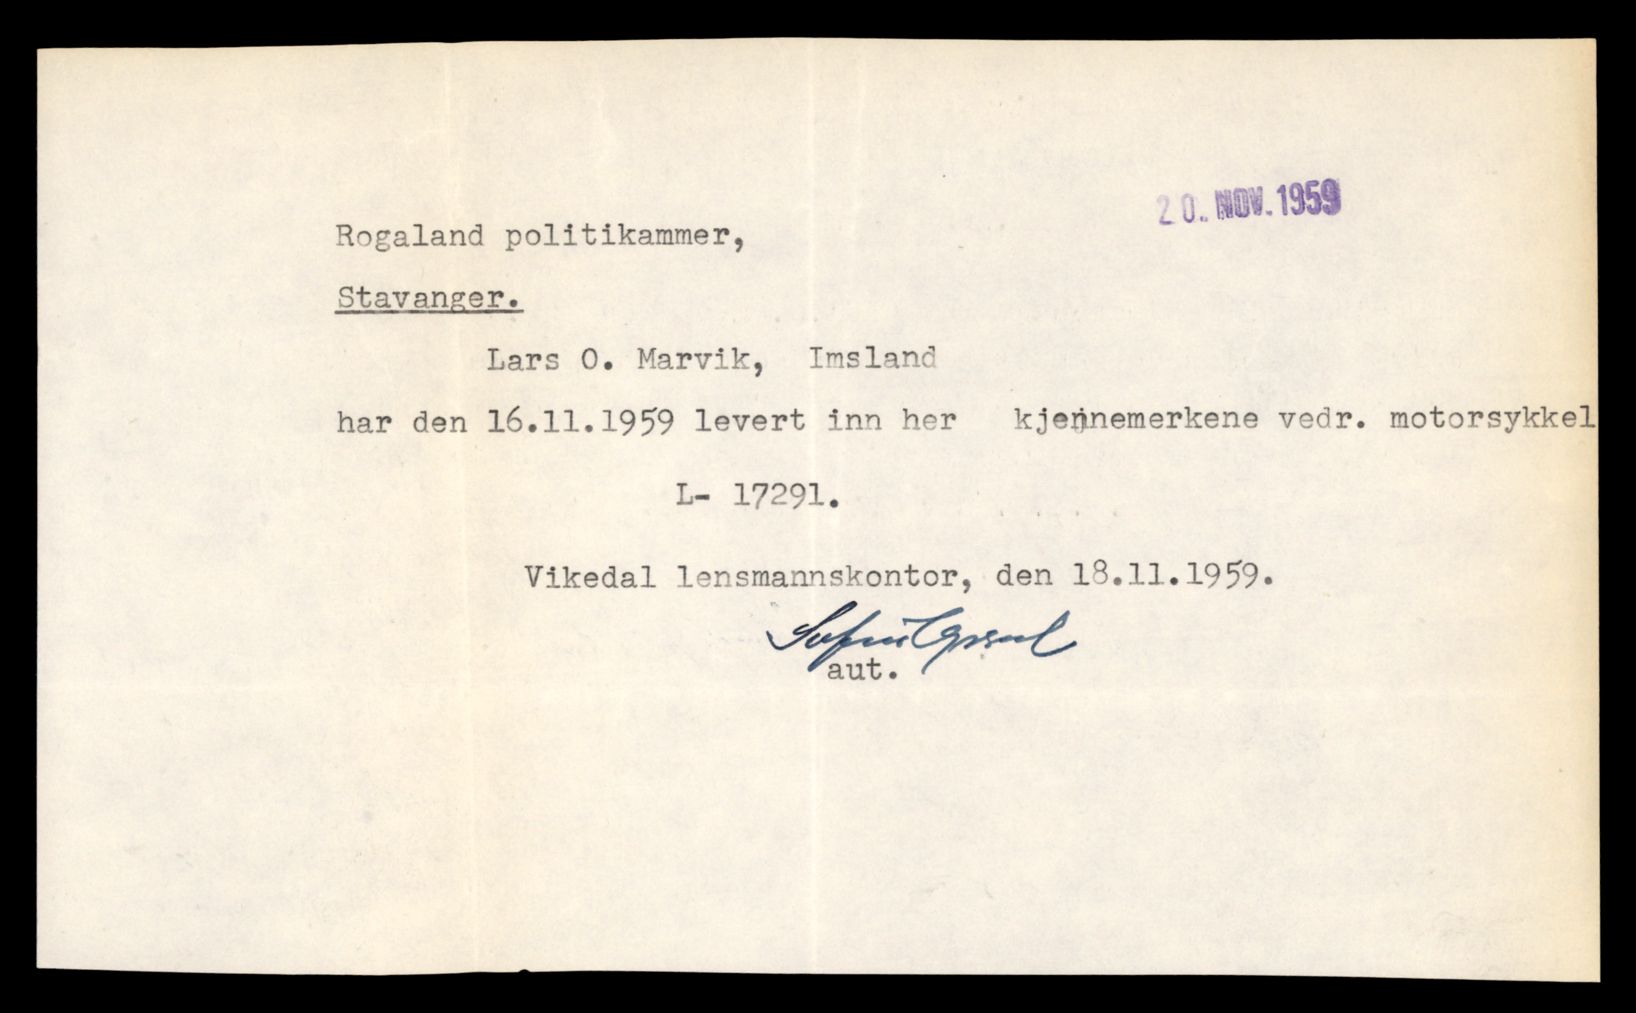 20. NOV. 1959
Rogaland politikammer,
Stavanger.
Lars O. Marvik, Imsland
har den 16.11.1959 levert inn her kjennemerkene vedr. motorsykkel
L- 17291.
Vikedal lensmannskontor, den 18.11.1959.
aut.